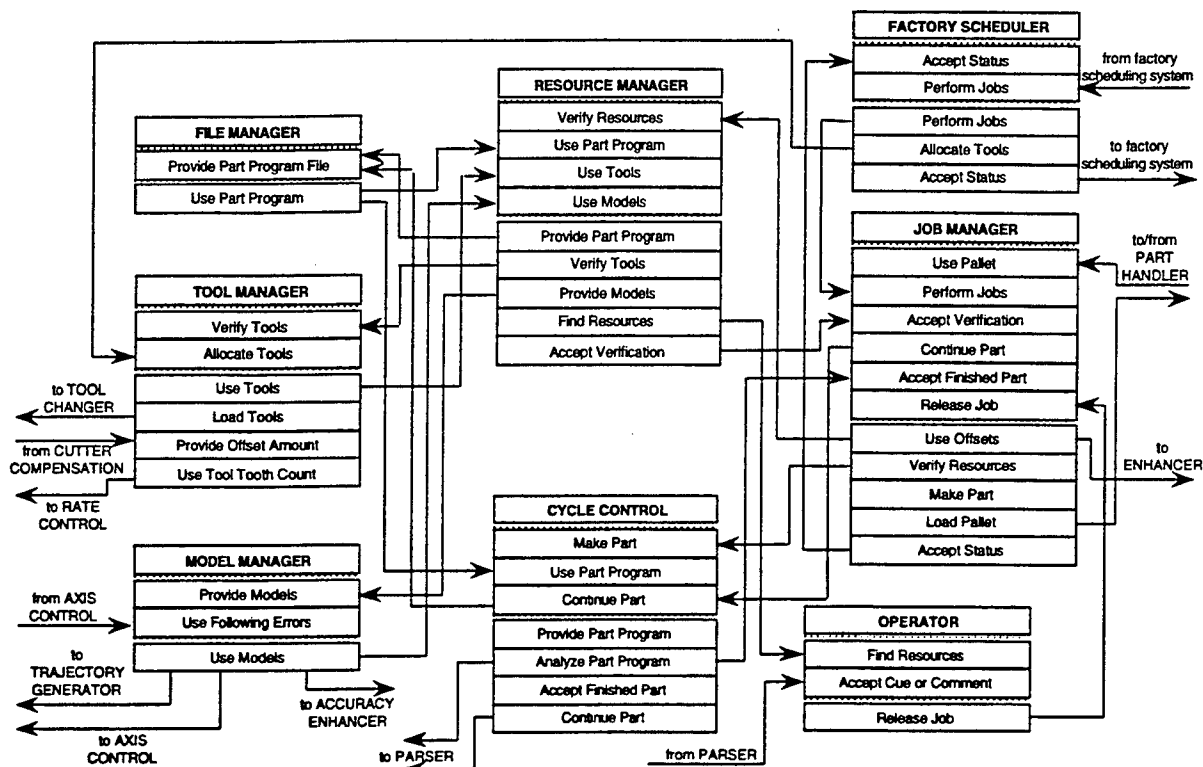 FACTORY SCHEDULER
Accept Status
Perform Jobs
from factory
scheduling system
Perform Jobs
Allocate Tools
Accept Status
to factory
scheduling system
RESOURCE MANAGER
Verify Resources
Use Part Program
Use Tools
Use Models
Provide Part Program
Verify Tools
Provide Models
Find Resources
Accept Verification
FILE MANAGER
Provide Part Program File
Use Part Program
JOB MANAGER
Use Pallet
Perform Jobs
Accept Verification
Continue Part
Accept Finished Part
Release Job
Use Offsets
Verify Resources
Make Part
Load Pallet
Accept Status
to/from
PART
HANDLER
to
ENHANCER
TOOL MANAGER
Verify Tools
Allocate Tools
Use Tools
Load Tools
Provide Offset Amount
Use Tool Tooth Count
to TOOL
CHANGER
from CUTTER
COMPENSATION
to RATE
CONTROL
CYCLE CONTROL
Make Part
Use Part Program
Continue Part
Provide Part Program
Analyze Part Program
Accept Finished Part
Continue Part
to PARSER
MODEL MANAGER
Provide Models
Use Following Errors
Use Models
from AXIS
CONTROL
to
TRAJECTORY
GENERATOR
to AXIS
CONTROL
to ACCURACY
ENHANCER
OPERATOR
Find Resources
Accept Cue or Comment
Release Job
from PARSER